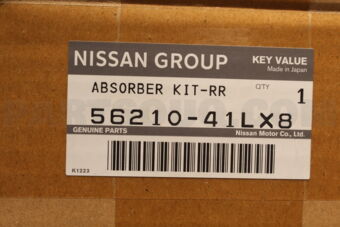 NISSAN GROUP
KEY VALUE
Made in Japan
ABSORBER KIT-RR
QTY
1
56210-41LX8
GENUINE PARTS
Nissan Motor Co., Ltd.
K1223